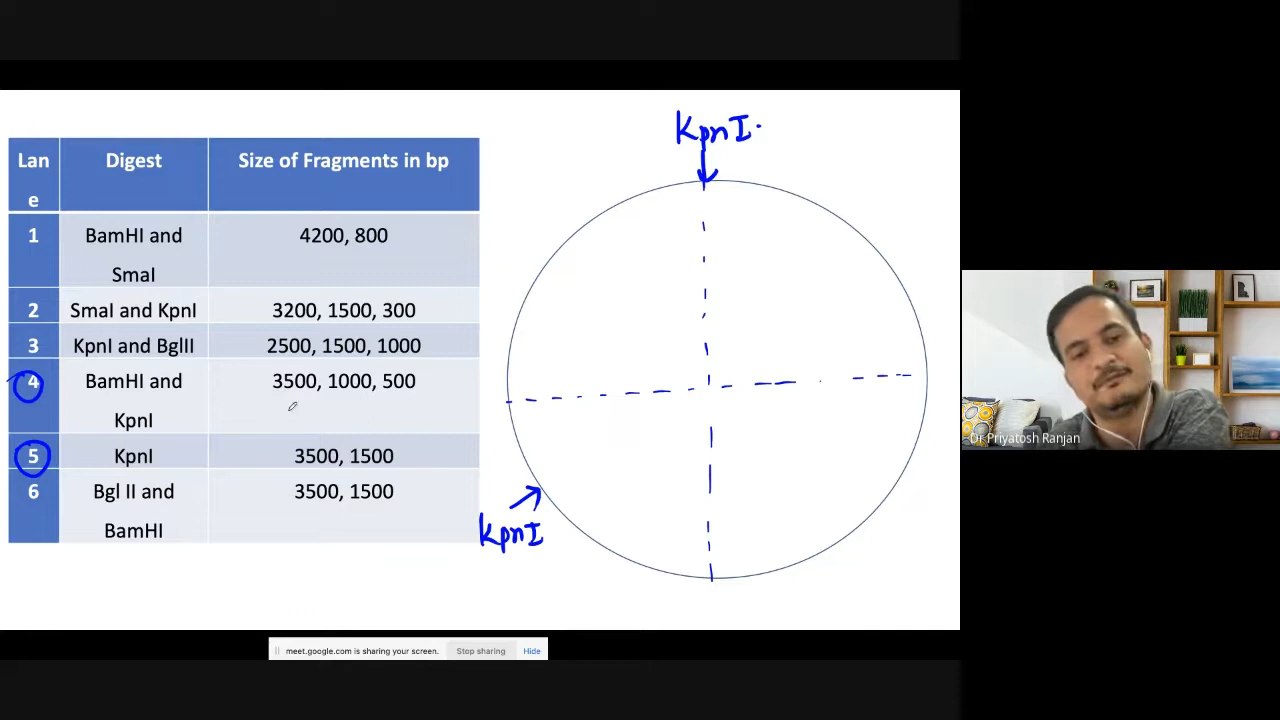 KpnI.
Lan
e
Digest
Size of Fragments in bp
1
BamHI and
SmaI
4200, 800
2
SmaI and KpnI
3200, 1500, 300
3
KpnI and BglII
2500, 1500, 1000
4
BamHI and
KpnI
3500, 1000, 500
5
KpnI
3500, 1500
6
Bgl II and
BamHI
3500, 1500
KpnI
Dr Priyatosh Ranjan
meet.google.com is sharing your screen.
Stop sharing
Hide